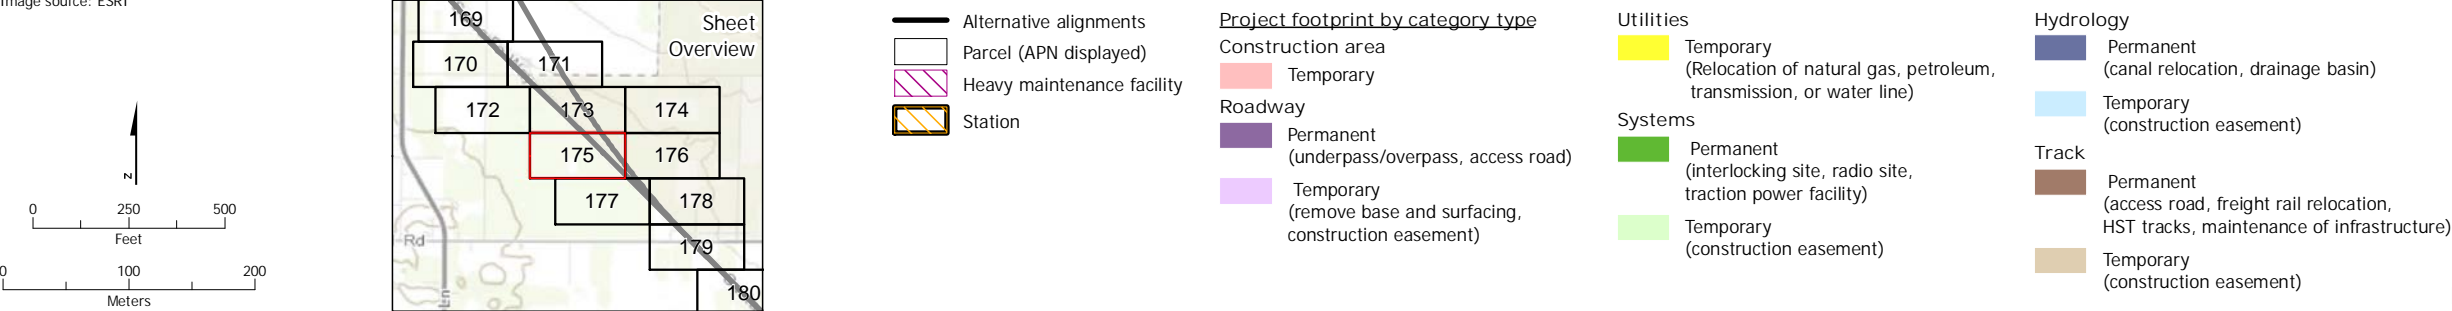 Image source: ESRI
N
0 250 500
Feet
0 100 200
Meters
Sheet
Overview
169
170
171
172
173
174
175
176
177
178
179
180
Rd
Ln
Alternative alignments
Parcel (APN displayed)
Heavy maintenance facility
Station
Project footprint by category type
Construction area
Temporary
Roadway
Permanent
(underpass/overpass, access road)
Temporary
(remove base and surfacing,
construction easement)
Utilities
Temporary
(Relocation of natural gas, petroleum,
transmission, or water line)
Systems
Permanent
(interlocking site, radio site,
traction power facility)
Temporary
(construction easement)
Hydrology
Permanent
(canal relocation, drainage basin)
Temporary
(construction easement)
Track
Permanent
(access road, freight rail relocation,
HST tracks, maintenance of infrastructure)
Temporary
(construction easement)